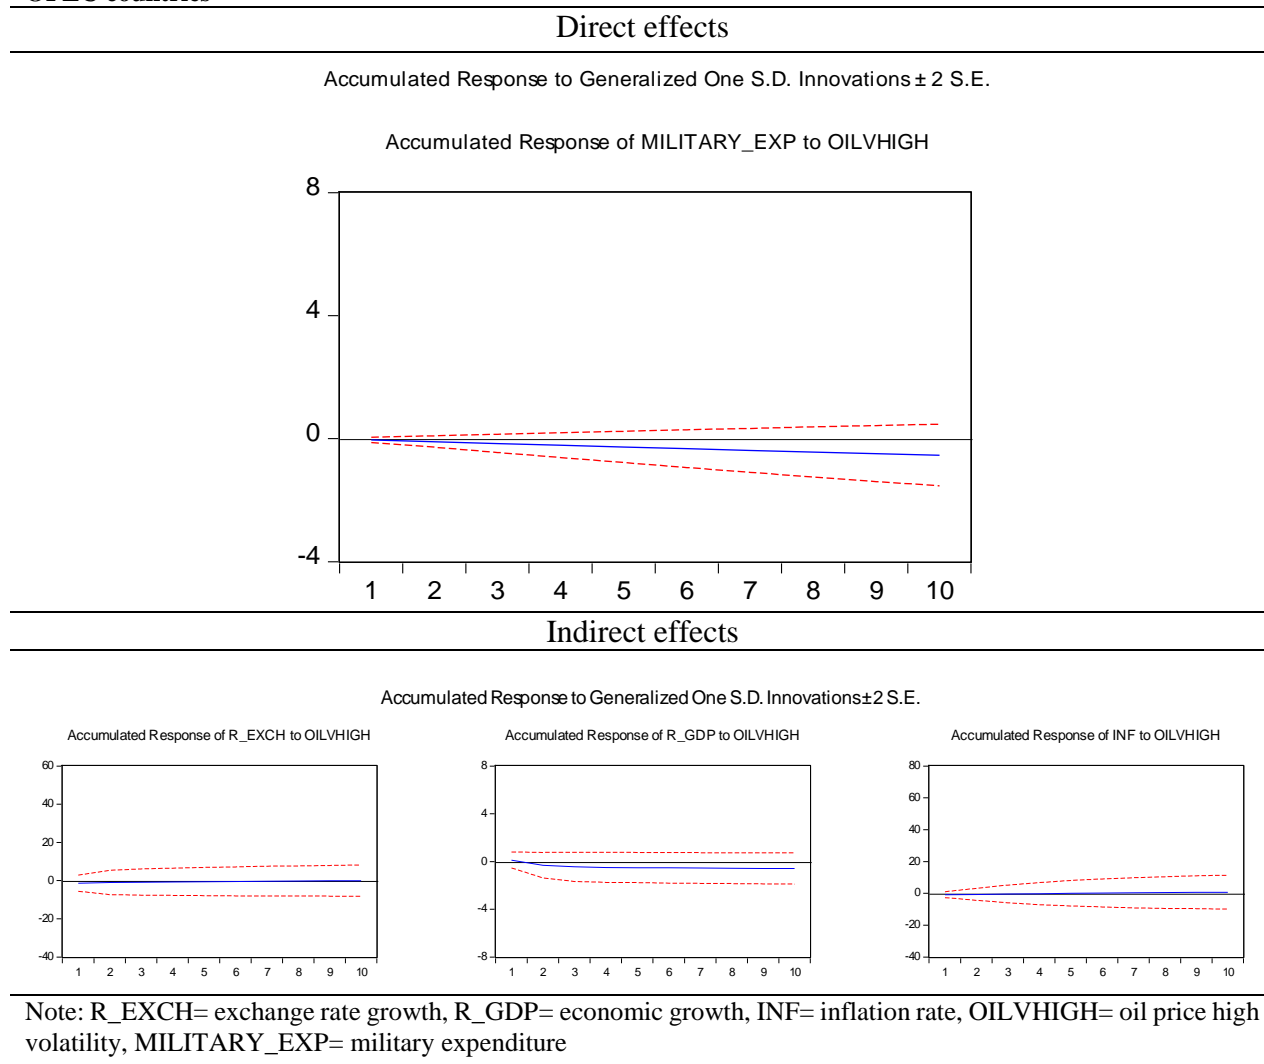 Direct effects
Accumulated Response to Generalized One S.D. Innovations ± 2 S.E.
Accumulated Response of MILITARY_EXP to OILVHIGH
8
4
0
-4
1 2 3 4 5 6 7 8 9 10
Indirect effects
Accumulated Response to Generalized One S.D. Innovations ±2 S.E.
Accumulated Response of R_EXCH to OILVHIGH
60
40
20
0
-20
-40
1 2 3 4 5 6 7 8 9 10
Accumulated Response of R_GDP to OILVHIGH
8
4
0
-4
-8
1 2 3 4 5 6 7 8 9 10
Accumulated Response of INF to OILVHIGH
80
60
40
20
0
-20
-40
1 2 3 4 5 6 7 8 9 10
Note: R_EXCH= exchange rate growth, R_GDP= economic growth, INF= inflation rate, OILVHIGH= oil price high
volatility, MILITARY_EXP= military expenditure